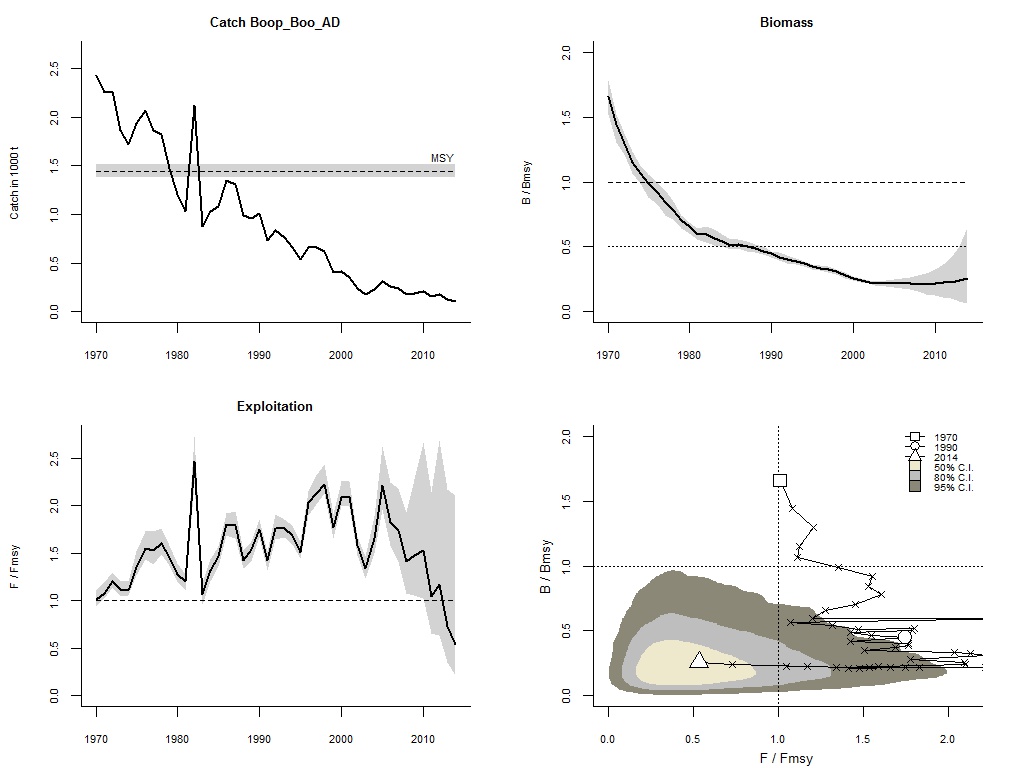 Catch Boop_Boo_AD
Catch in 1000 t
0.0 0.5 1.0 1.5 2.0 2.5
MSY
1970 1980 1990 2000 2010
Biomass
B / Bmsy
0.0 0.5 1.0 1.5 2.0
1970 1980 1990 2000 2010
Exploitation
F / Fmsy
0.0 0.5 1.0 1.5 2.0 2.5
1970 1980 1990 2000 2010
B / Bmsy
0.0 0.5 1.0 1.5 2.0
1970
1990
2014
50% C.I.
80% C.I.
95% C.I.
0.0 0.5 1.0 1.5 2.0
F / Fmsy